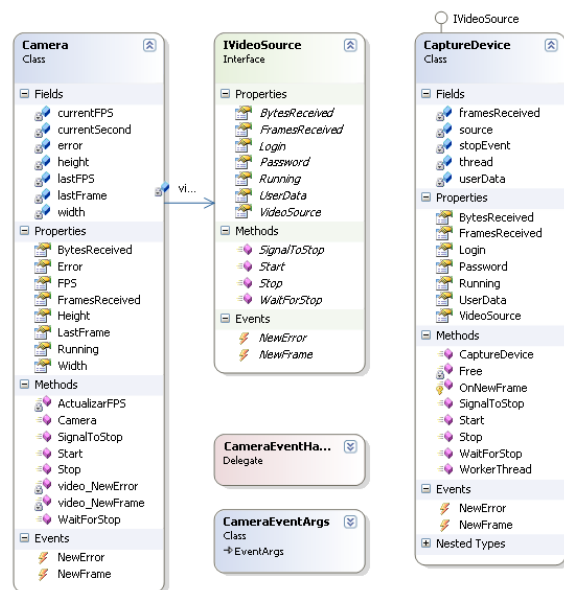 Camera
Class
Fields
currentFPS
currentSecond
error
height
lastFPS
lastFrame
width
Properties
BytesReceived
Error
FPS
FramesReceived
Height
LastFrame
Running
Width
Methods
ActualizarFPS
Camera
SignalToStop
Start
Stop
video_NewError
video_NewFrame
WaitForStop
Events
NewError
NewFrame
vi...
IVideoSource
Interface
Properties
BytesReceived
FramesReceived
Login
Password
Running
UserData
VideoSource
Methods
SignalToStop
Start
Stop
WaitForStop
Events
NewError
NewFrame
CameraEventHa...
Delegate
CameraEventArgs
Class
EventArgs
IVideoSource
CaptureDevice
Class
Fields
framesReceived
source
stopEvent
thread
userData
Properties
BytesReceived
FramesReceived
Login
Password
Running
UserData
VideoSource
Methods
CaptureDevice
Free
OnNewFrame
SignalToStop
Start
Stop
WaitForStop
WorkerThread
Events
NewError
NewFrame
Nested Types